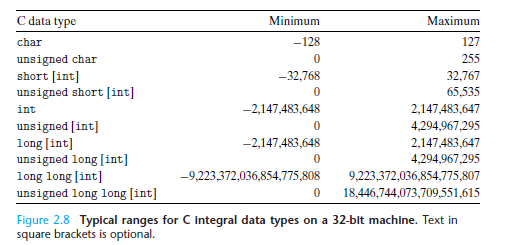 C data type Minimum Maximum
char −128 127
unsigned char 0 255
short [int] −32,768 32,767
unsigned short [int] 0 65,535
int −2,147,483,648 2,147,483,647
unsigned [int] 0 4,294,967,295
long [int] −2,147,483,648 2,147,483,647
unsigned long [int] 0 4,294,967,295
long long [int] −9,223,372,036,854,775,808 9,223,372,036,854,775,807
unsigned long long [int] 0 18,446,744,073,709,551,615
Figure 2.8 Typical ranges for C integral data types on a 32-bit machine. Text in
square brackets is optional.